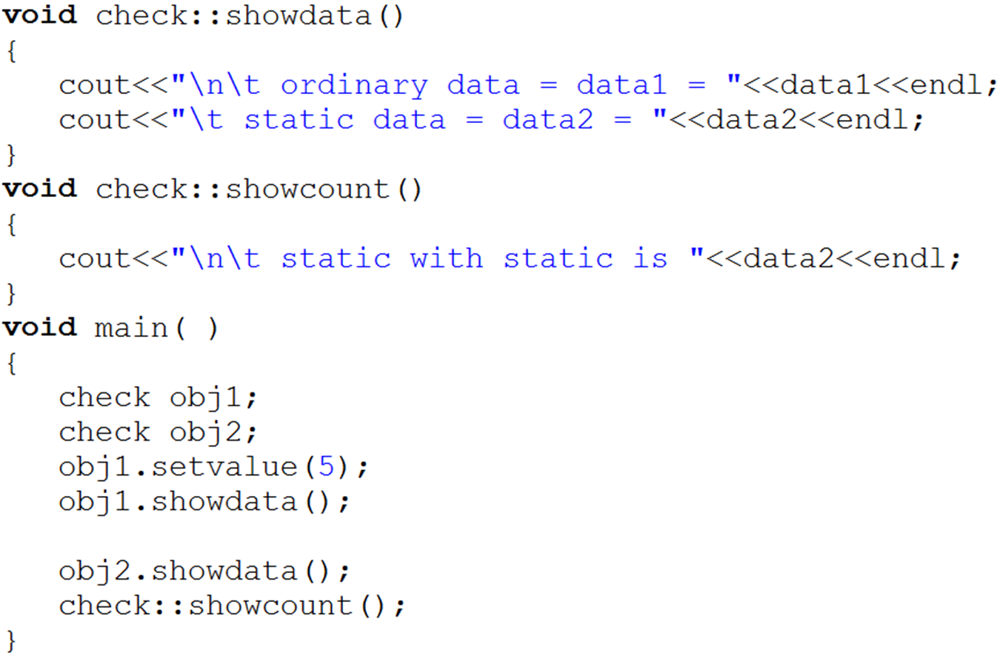 void check::showdata()
{
   cout<<"\n\t ordinary data = data1 = "<<data1<<endl;
   cout<<"\t static data = data2 = "<<data2<<endl;
}
void check::showcount()
{
   cout<<"\n\t static with static is "<<data2<<endl;
}
void main( )
{
   check obj1;
   check obj2;
   obj1.setvalue(5);
   obj1.showdata();

   obj2.showdata();
   check::showcount();
}